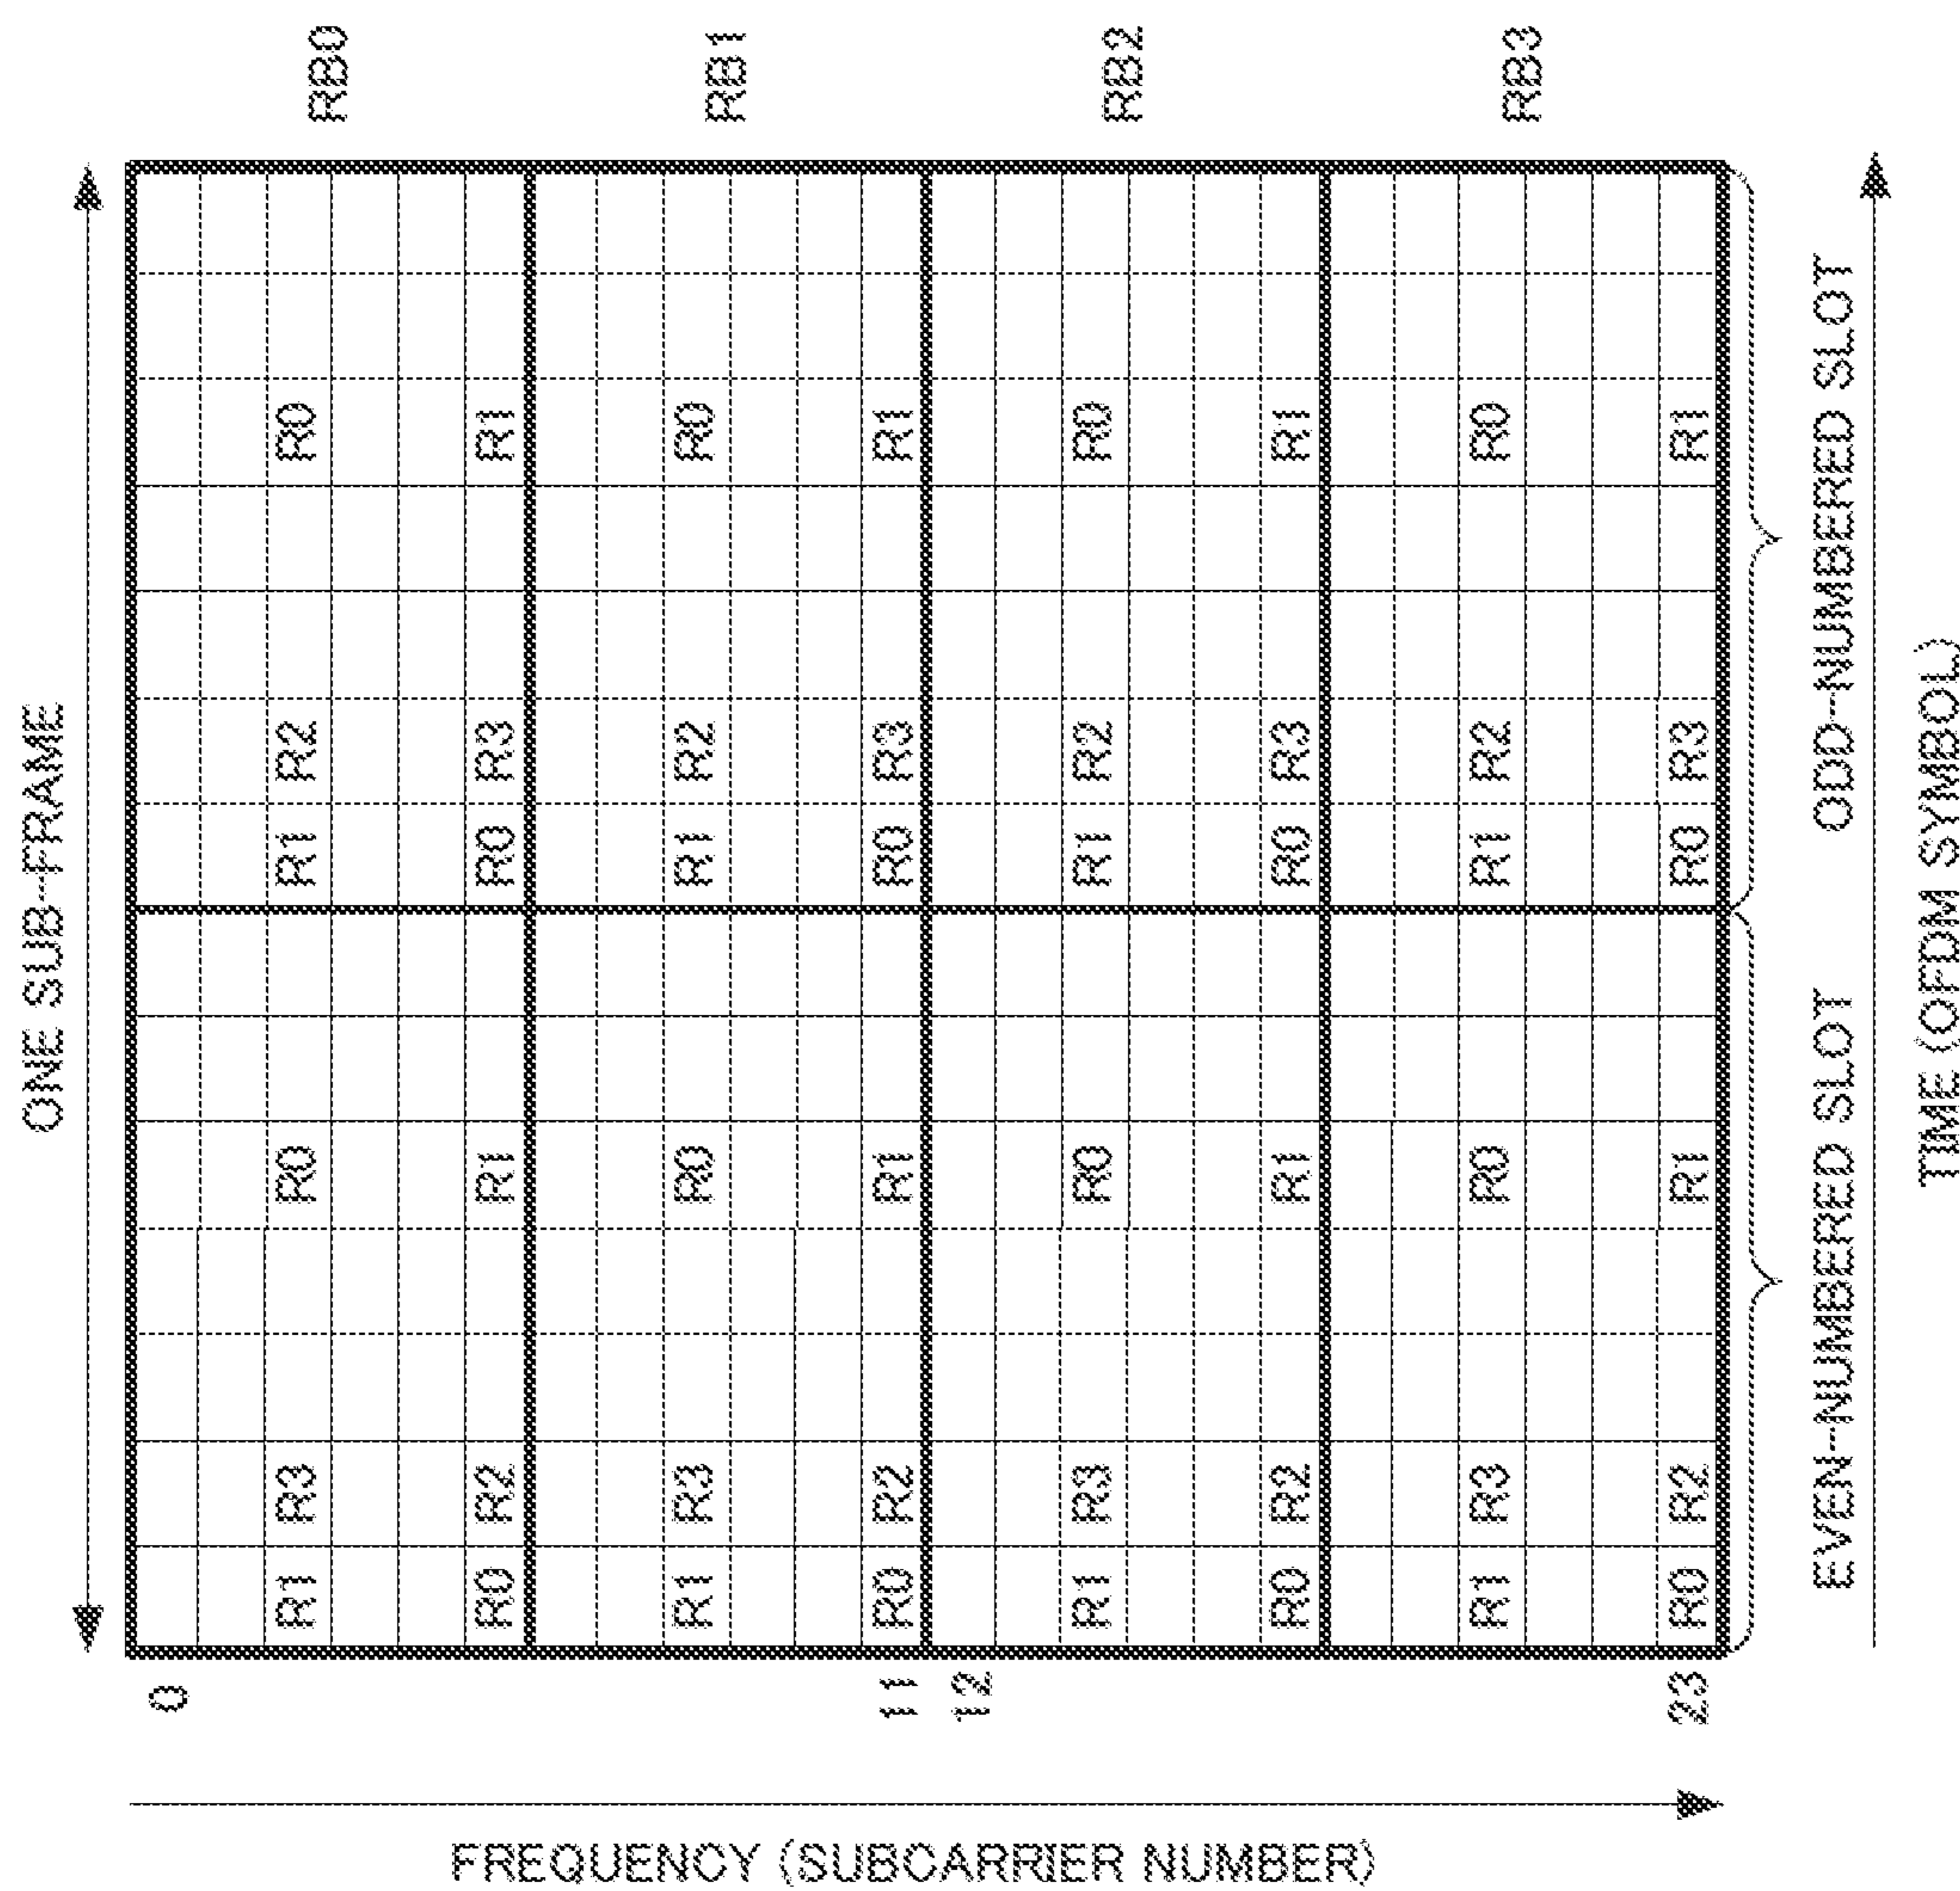 ONE SUB-FRAME
0
R1 R3 R0 R1 R2 R0
RB0
R0 R2 R1 R0 R3 R1
R1 R3 R0 R1 R2 R0
RB1
11 R0 R2 R1 R0 R3 R1
12
R1 R3 R0 R1 R2 R0
RB2
R0 R2 R1 R0 R3 R1
R1 R3 R0 R1 R2 R0
RB3
23 R0 R2 R1 R0 R3 R1
EVEN-NUMBERED SLOT
ODD-NUMBERED SLOT
TIME (OFDM SYMBOL)
FREQUENCY (SUBCARRIER NUMBER)